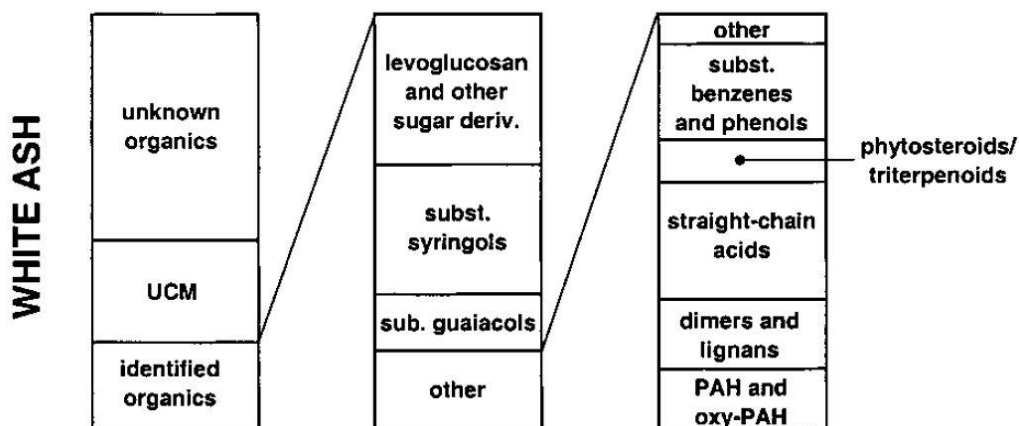 WHITE ASH
unknown
organics
UCM
identified
organics
levoglucosan
and other
sugar deriv.
subst.
syringols
sub. guaiacols
other
other
subst.
benzenes
and phenols
phytosteroids/
triterpenoids
straight-chain
acids
dimers and
lignans
PAH and
oxy-PAH